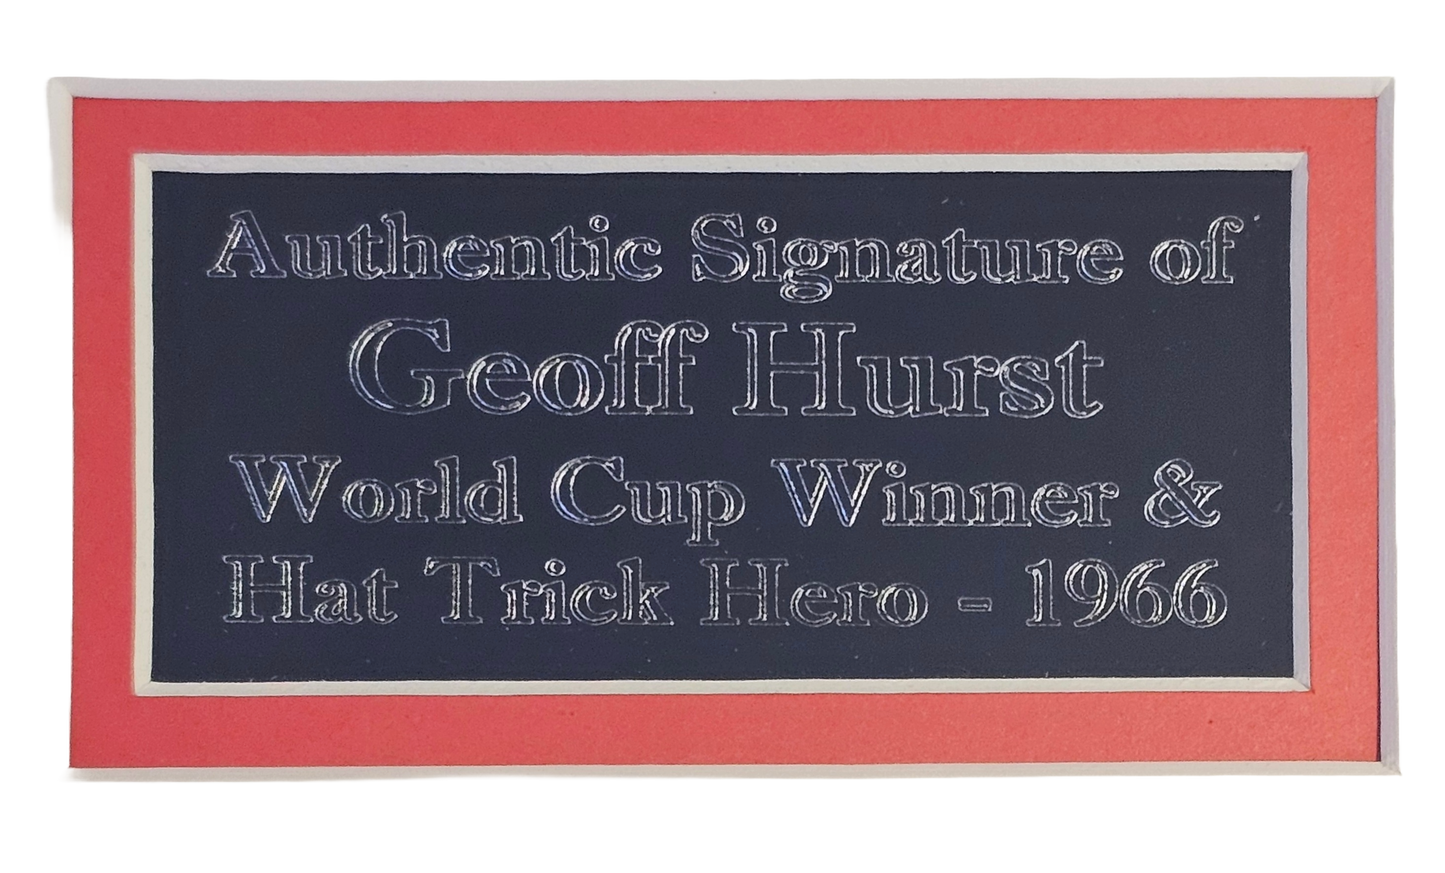 Authentic Signature of
Geoff Hurst
World Cup Winner &
Hat Trick Hero - 1966